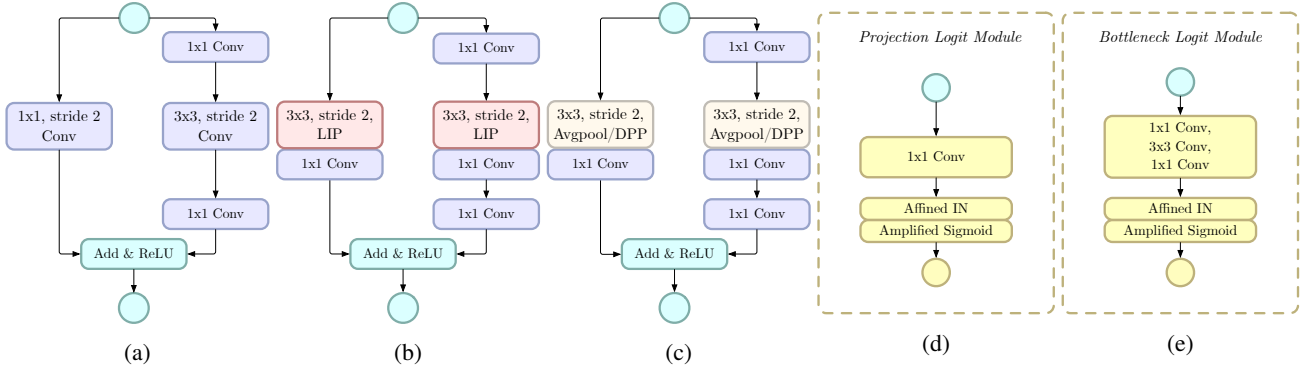 1x1 Conv
1x1, stride 2
Conv
3x3, stride 2
Conv
1x1 Conv
Add & ReLU
(a)
1x1 Conv
3x3, stride 2,
LIP
1x1 Conv
3x3, stride 2,
LIP
1x1 Conv
1x1 Conv
Add & ReLU
(b)
1x1 Conv
3x3, stride 2,
Avgpool/DPP
1x1 Conv
3x3, stride 2,
Avgpool/DPP
1x1 Conv
1x1 Conv
Add & ReLU
(c)
Projection Logit Module
1x1 Conv
Affined IN
Amplified Sigmoid
(d)
Bottleneck Logit Module
1x1 Conv,
3x3 Conv,
1x1 Conv
Affined IN
Amplified Sigmoid
(e)